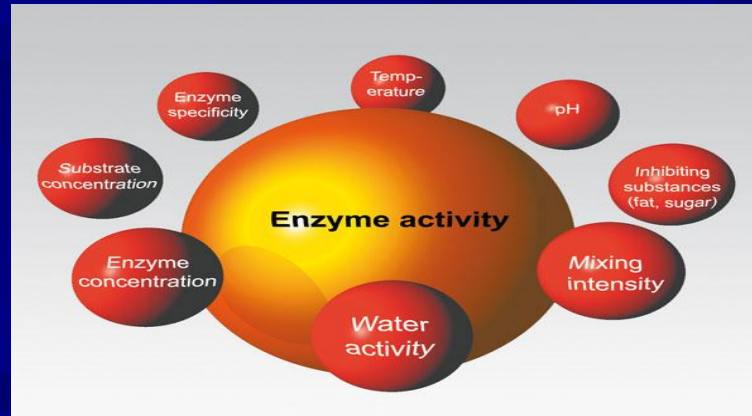 Temp-
erature
Enzyme
specificity
pH
Substrate
concentration
Inhibiting
substances
(fat, sugar)
Enzyme activity
Enzyme
concentration
Mixing
intensity
Water
activity